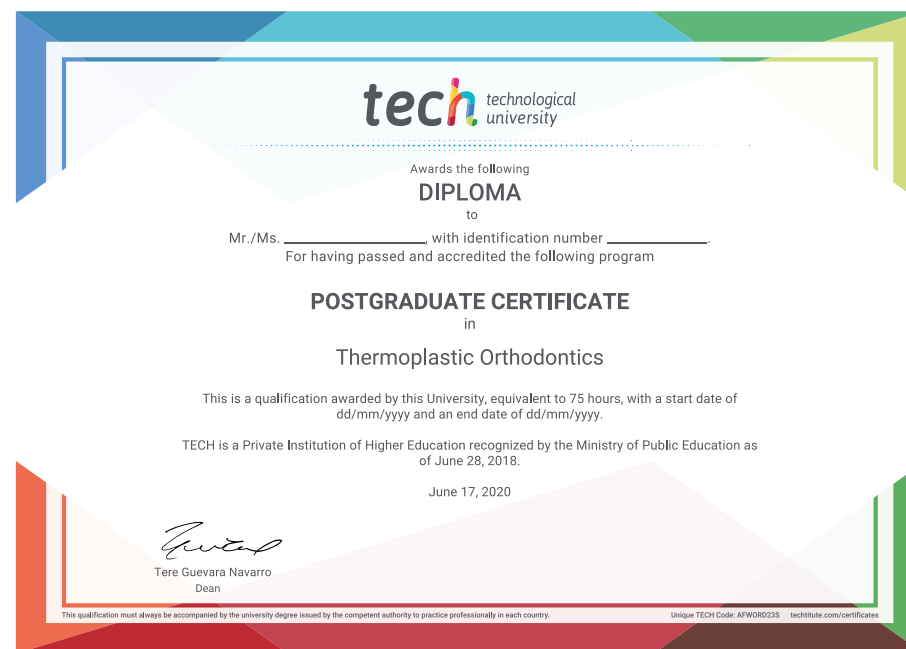 tech technological
university
Awards the following
DIPLOMA
to
Mr./Ms. ____________________, with identification number ______________.
For having passed and accredited the following program
POSTGRADUATE CERTIFICATE
in
Thermoplastic Orthodontics
This is a qualification awarded by this University, equivalent to 75 hours, with a start date of
dd/mm/yyyy and an end date of dd/mm/yyyy.
TECH is a Private Institution of Higher Education recognized by the Ministry of Public Education as
of June 28, 2018.
June 17, 2020
Tere Guevara Navarro
Dean
This qualification must always be accompanied by the university degree issued by the competent authority to practice professionally in each country. Unique TECH Code: AFWORD23S techtitute.com/certificates